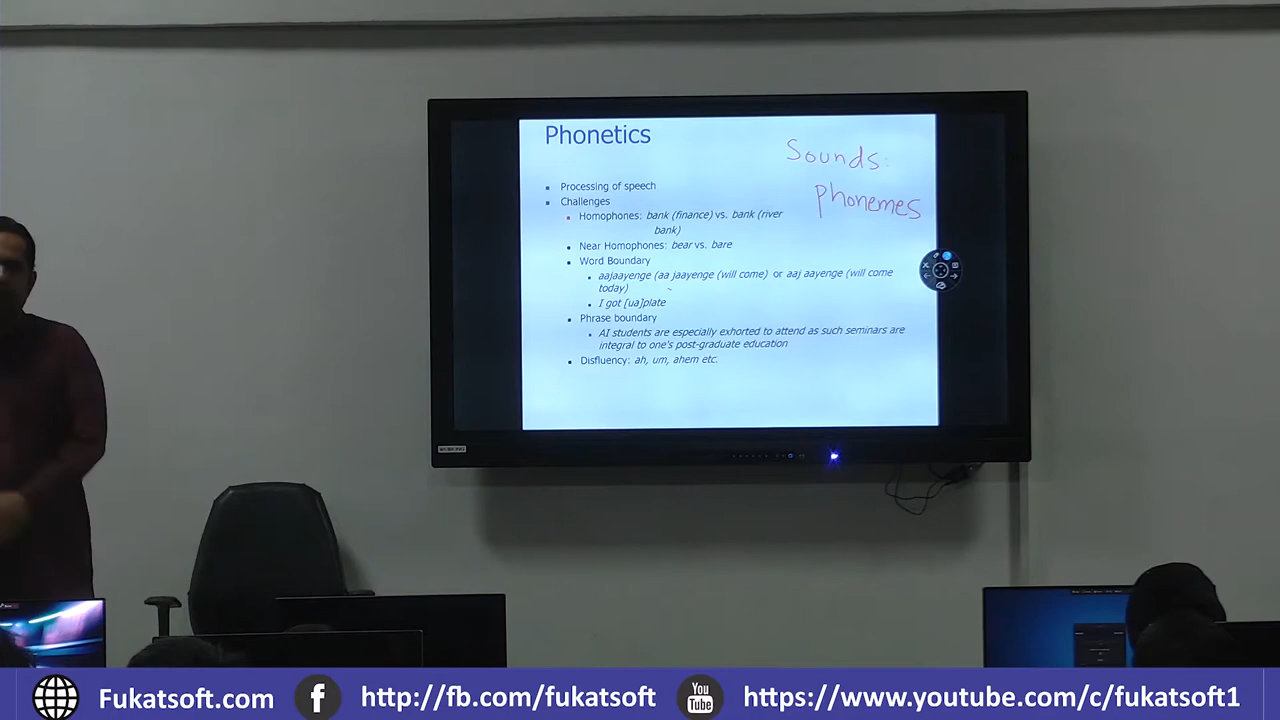 Phonetics
Sounds:
Phonemes
Processing of speech
Challenges
Homophones: bank (finance) vs. bank (river
bank)
Near Homophones: bear vs. bare
Word Boundary
aajaayenge (aa jaayenge (will come) or aaj aayenge (will come
today)
I got [ua]plate
Phrase boundary
AI students are especially exhorted to attend as such seminars are
integral to one's post-graduate education
Disfluency: ah, um, ahem etc.
Fukatsoft.com
http://fb.com/fukatsoft
You
Tube
https://www.youtube.com/c/fukatsoft1